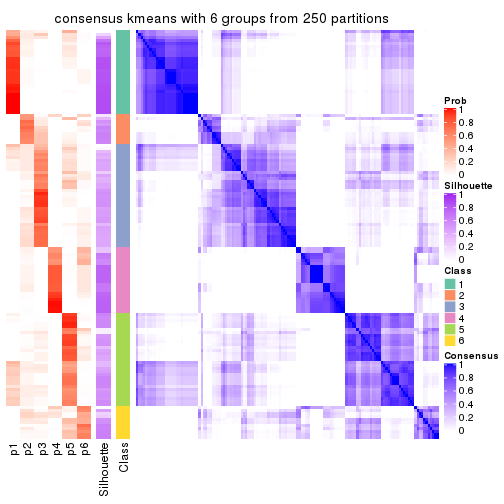 consensus kmeans with 6 groups from 250 partitions
Prob
1
0.8
0.6
0.4
0.2
0
Silhouette
1
0.8
0.6
0.4
0.2
0
Class
1
2
3
4
5
6
Consensus
1
0.8
0.6
0.4
0.2
0
p1
p2
p3
p4
p5
p6
Silhouette
Class